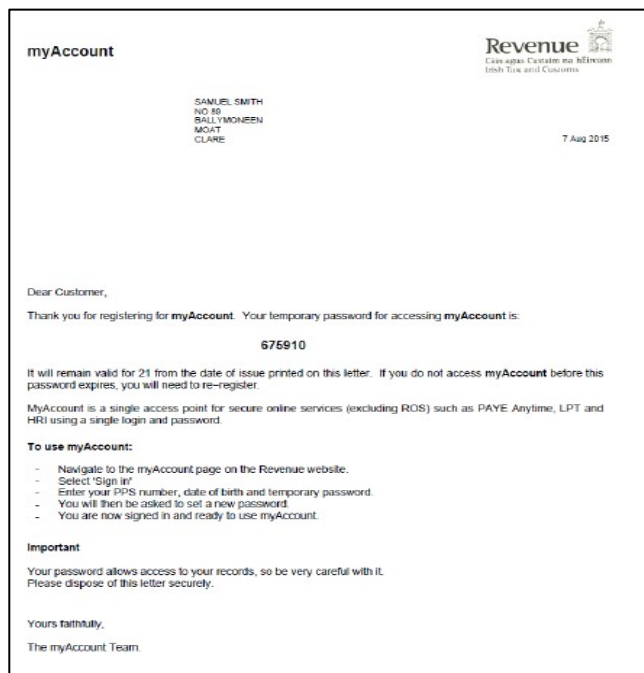 myAccount
Revenue
Cáin agus Custaim na hÉireann
Irish Tax and Customs
SAMUEL SMITH
NO 89
BALLYMONEEN
MOAT
CLARE
7 Aug 2015
Dear Customer,
Thank you for registering for myAccount. Your temporary password for accessing myAccount is:
675910
It will remain valid for 21 from the date of issue printed on this letter. If you do not access myAccount before this
password expires, you will need to re-register.
MyAccount is a single access point for secure online services (excluding ROS) such as PAYE Anytime, LPT and
HRI using a single login and password.
To use myAccount:
- Navigate to the myAccount page on the Revenue website.
- Select 'Sign in'
- Enter your PPS number, date of birth and temporary password.
- You will then be asked to set a new password.
- You are now signed in and ready to use myAccount.
Important
Your password allows access to your records, so be very careful with it.
Please dispose of this letter securely.
Yours faithfully,
The myAccount Team.